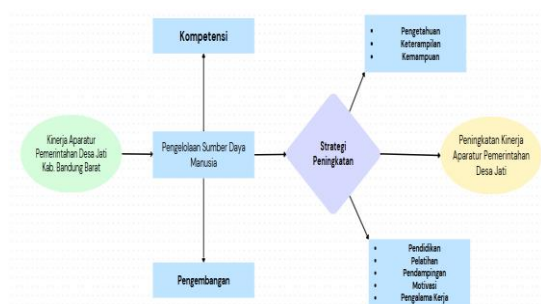 Kompetensi
Pengetahuan
Keterampilan
Kemampuan
Kinerja Aparatur
Pemerintahan Desa Jati
Kab. Bandung Barat
Pengelolaan Sumber Daya
Manusia
Strategi
Peningkatan
Peningkatan Kinerja
Aparatur Pemerintahan
Desa Jati
Pengembangan
Pendidikan
Pelatihan
Pendampingan
Motivasi
Pengalama Kerja